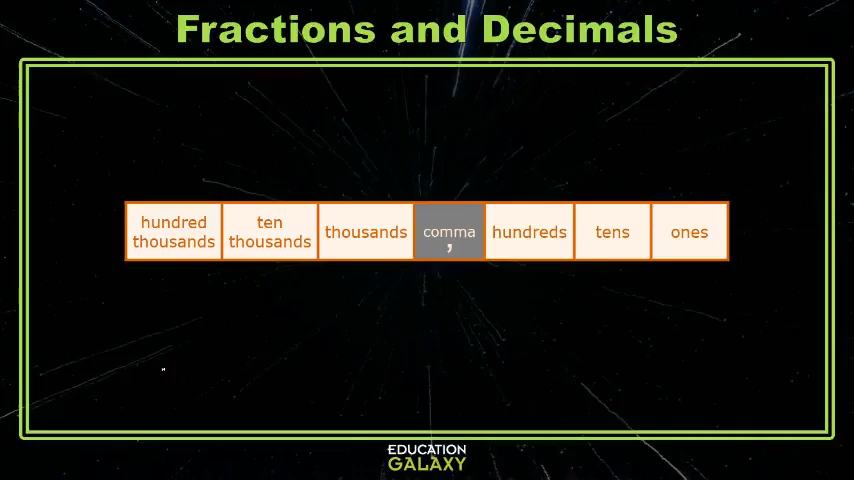 Fractions and Decimals
hundred thousands
ten thousands
thousands
comma
,
hundreds
tens
ones
EDUCATION
GALAXY